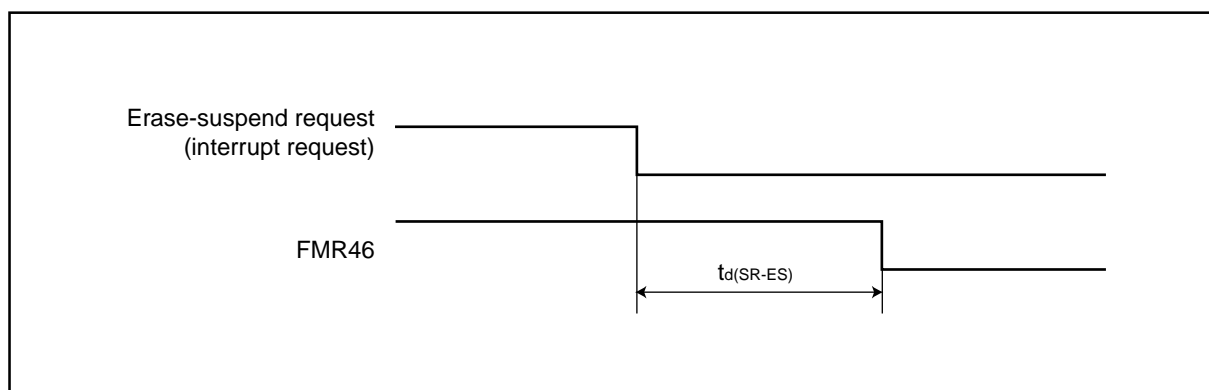 Erase-suspend request
(interrupt request)
FMR46
td(SR-ES)